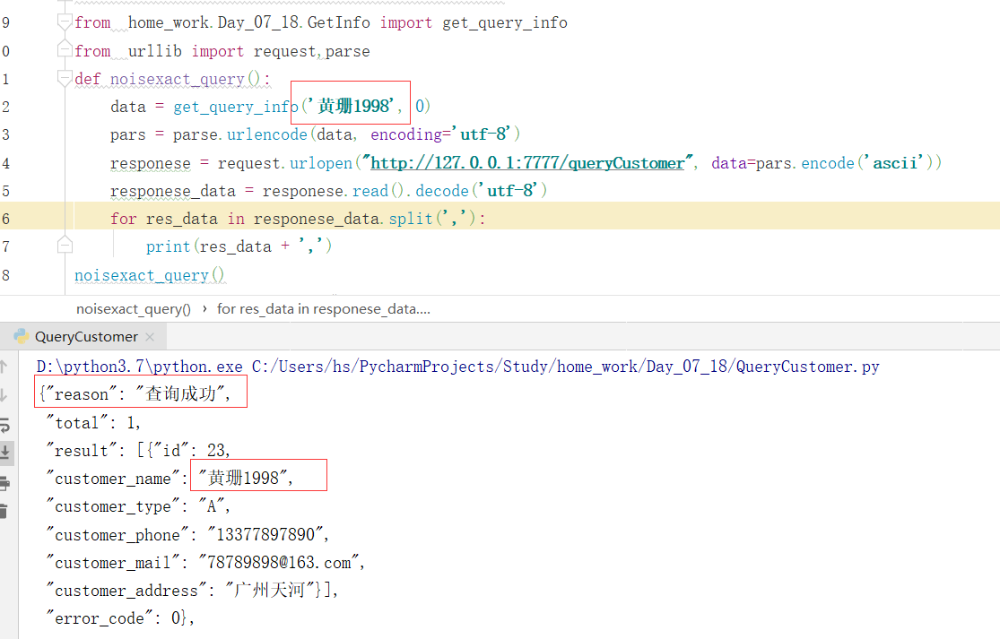 9 from  home_work.Day_07_18.GetInfo import get_query_info
0 from  urllib import request,parse
1 def noisexact_query():
2 data = get_query_info('黄珊1998', 0)
3 pars = parse.urlencode(data, encoding='utf-8')
4 responese = request.urlopen("http://127.0.0.1:7777/queryCustomer", data=pars.encode('ascii'))
5 responese_data = responese.read().decode('utf-8')
6 for res_data in responese_data.split(','):
7 print(res_data + ',')
8 noisexact_query()
noisexact_query() › for res_data in responese_data....
QueryCustomer ×
D:\python3.7\python.exe C:/Users/hs/PycharmProjects/Study/home_work/Day_07_18/QueryCustomer.py
{"reason": "查询成功",
"total": 1,
"result": [{"id": 23,
"customer_name": "黄珊1998",
"customer_type": "A",
"customer_phone": "13377897890",
"customer_mail": "78789898@163.com",
"customer_address": "广州天河"}],
"error_code": 0},